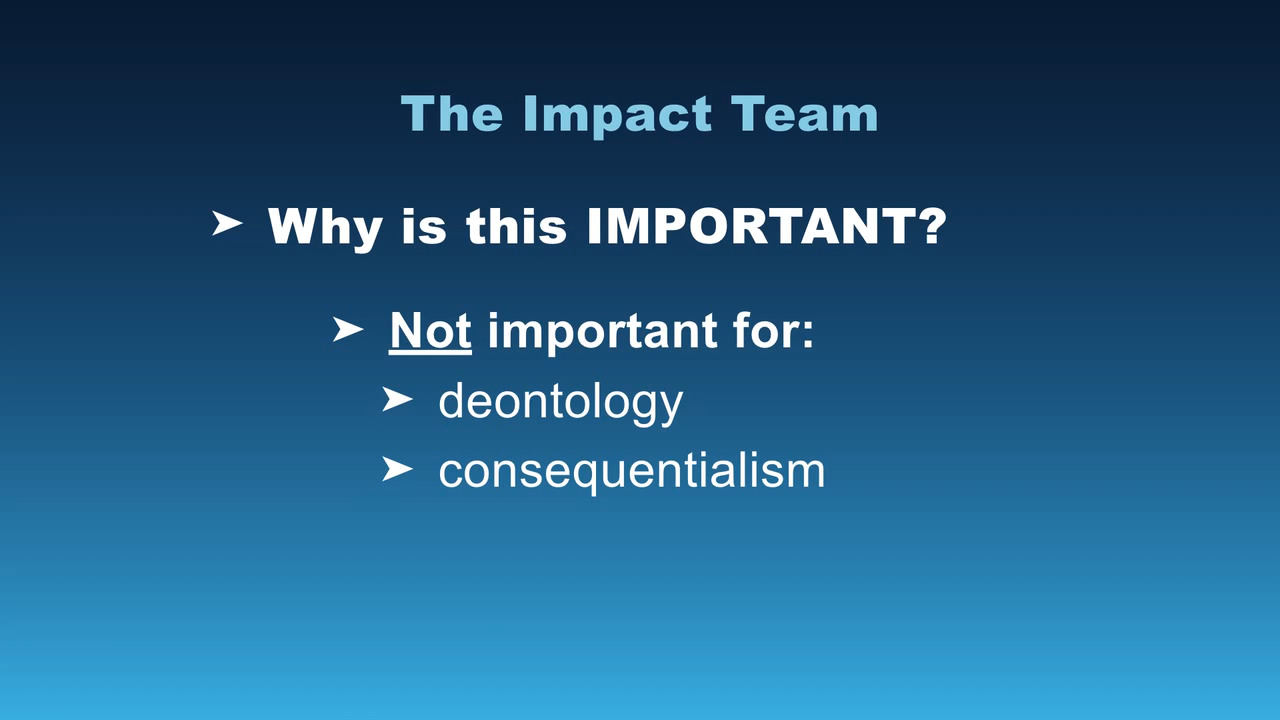 The Impact Team
➤ Why is this IMPORTANT?
➤ Not important for:
➤ deontology
➤ consequentialism